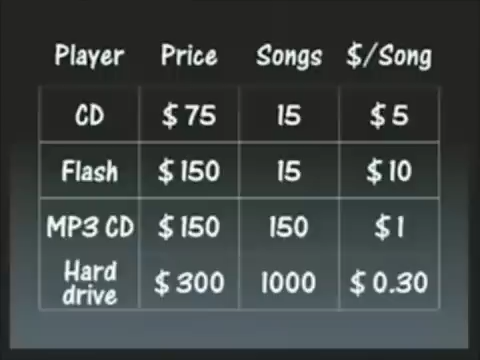 Player Price Songs $/Song
CD $75 15 $5
Flash $150 15 $10
MP3 CD $150 150 $1
Hard drive $300 1000 $0.30